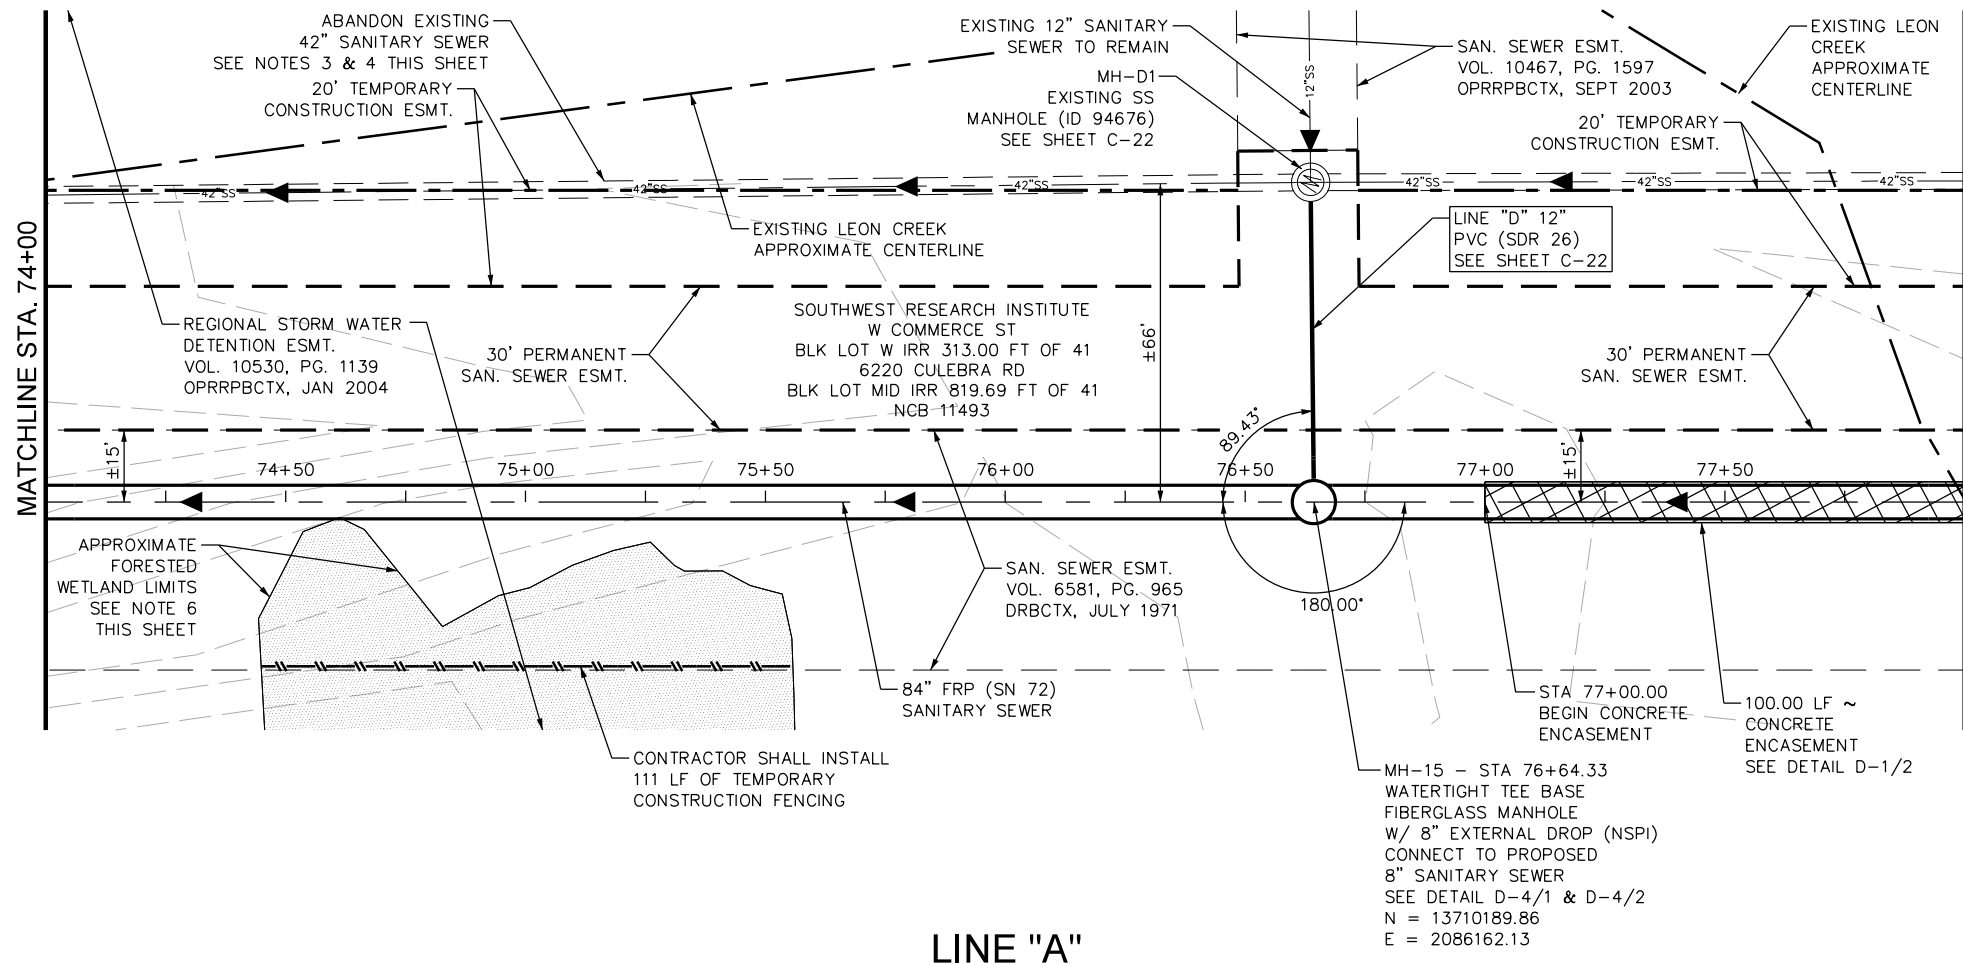 ABANDON EXISTING
42" SANITARY SEWER
SEE NOTES 3 & 4 THIS SHEET
20' TEMPORARY
CONSTRUCTION ESMT.
EXISTING 12" SANITARY
SEWER TO REMAIN
MH-D1
EXISTING SS
MANHOLE (ID 94676)
SEE SHEET C-22
12"SS
SAN. SEWER ESMT.
VOL. 10467, PG. 1597
OPRRPBCTX, SEPT 2003
EXISTING LEON
CREEK
APPROXIMATE
CENTERLINE
20' TEMPORARY
CONSTRUCTION ESMT.
42"SS
42"SS
42"SS
42"SS
42"SS
42"SS
MATCHLINE STA. 74+00
EXISTING LEON CREEK
APPROXIMATE CENTERLINE
LINE "D" 12"
PVC (SDR 26)
SEE SHEET C-22
REGIONAL STORM WATER
DETENTION ESMT.
VOL. 10530, PG. 1139
OPRRPBCTX, JAN 2004
30' PERMANENT
SAN. SEWER ESMT.
SOUTHWEST RESEARCH INSTITUTE
W COMMERCE ST
BLK LOT W IRR 313.00 FT OF 41
6220 CULEBRA RD
BLK LOT MID IRR 819.69 FT OF 41
NCB 11493
±66'
30' PERMANENT
SAN. SEWER ESMT.
±15'
89.43°
±15'
74+50
75+00
75+50
76+00
76+50
77+00
77+50
APPROXIMATE
FORESTED
WETLAND LIMITS
SEE NOTE 6
THIS SHEET
SAN. SEWER ESMT.
VOL. 6581, PG. 965
DRBCTX, JULY 1971
180.00°
84" FRP (SN 72)
SANITARY SEWER
STA 77+00.00
BEGIN CONCRETE
ENCASEMENT
100.00 LF ~
CONCRETE
ENCASEMENT
SEE DETAIL D-1/2
CONTRACTOR SHALL INSTALL
111 LF OF TEMPORARY
CONSTRUCTION FENCING
MH-15 - STA 76+64.33
WATERTIGHT TEE BASE
FIBERGLASS MANHOLE
W/ 8" EXTERNAL DROP (NSPI)
CONNECT TO PROPOSED
8" SANITARY SEWER
SEE DETAIL D-4/1 & D-4/2
N = 13710189.86
E = 2086162.13
LINE "A"